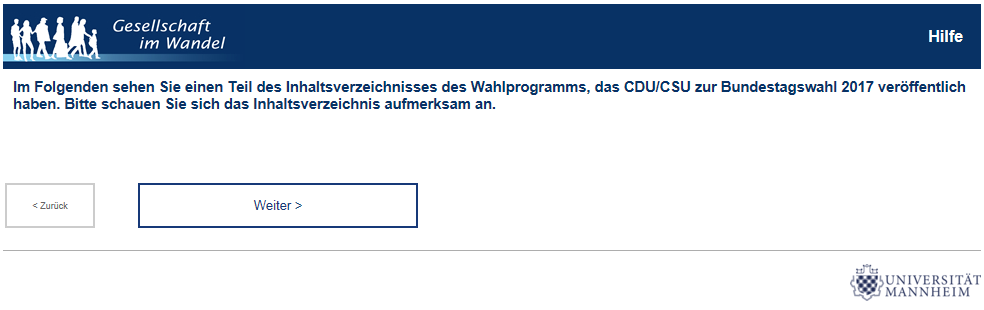 Gesellschaft
im Wandel
Hilfe
Im Folgenden sehen Sie einen Teil des Inhaltsverzeichnisses des Wahlprogramms, das CDU/CSU zur Bundestagswahl 2017 veröffentlich
haben. Bitte schauen Sie sich das Inhaltsverzeichnis aufmerksam an.
< Zurück
Weiter >
UNIVERSITÄT
MANNHEIM